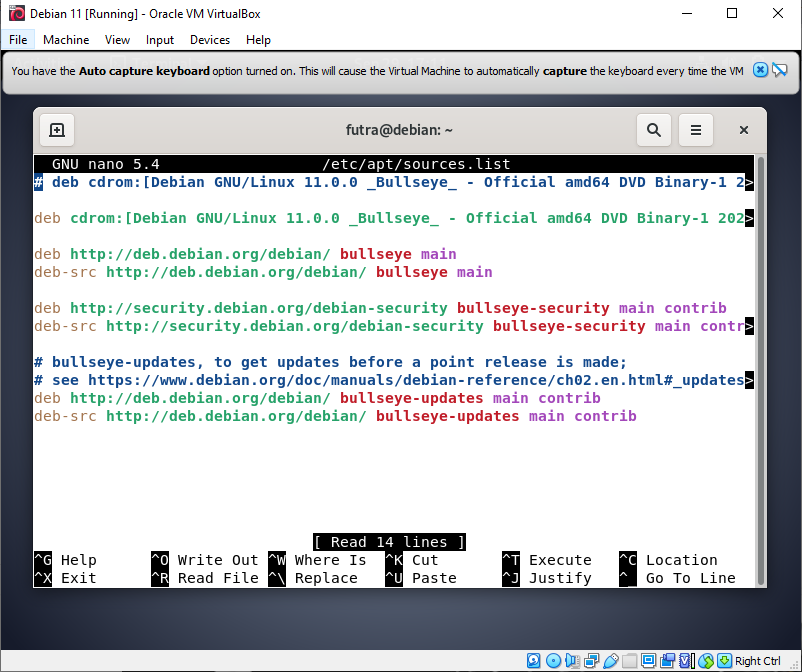 Debian 11 [Running] - Oracle VM VirtualBox
File Machine View Input Devices Help
You have the Auto capture keyboard option turned on. This will cause the Virtual Machine to automatically capture the keyboard every time the VM
futra@debian: ~
GNU nano 5.4 /etc/apt/sources.list
# deb cdrom:[Debian GNU/Linux 11.0.0 _Bullseye_ - Official amd64 DVD Binary-1 2>
deb cdrom:[Debian GNU/Linux 11.0.0 _Bullseye_ - Official amd64 DVD Binary-1 202>
deb http://deb.debian.org/debian/ bullseye main
deb-src http://deb.debian.org/debian/ bullseye main
deb http://security.debian.org/debian-security bullseye-security main contrib
deb-src http://security.debian.org/debian-security bullseye-security main contr>
# bullseye-updates, to get updates before a point release is made;
# see https://www.debian.org/doc/manuals/debian-reference/ch02.en.html#_updates>
deb http://deb.debian.org/debian/ bullseye-updates main contrib
deb-src http://deb.debian.org/debian/ bullseye-updates main contrib
[ Read 14 lines ]
^G Help ^O Write Out ^W Where Is ^K Cut ^T Execute ^C Location
^X Exit ^R Read File ^\ Replace ^U Paste ^J Justify ^_ Go To Line
Right Ctrl